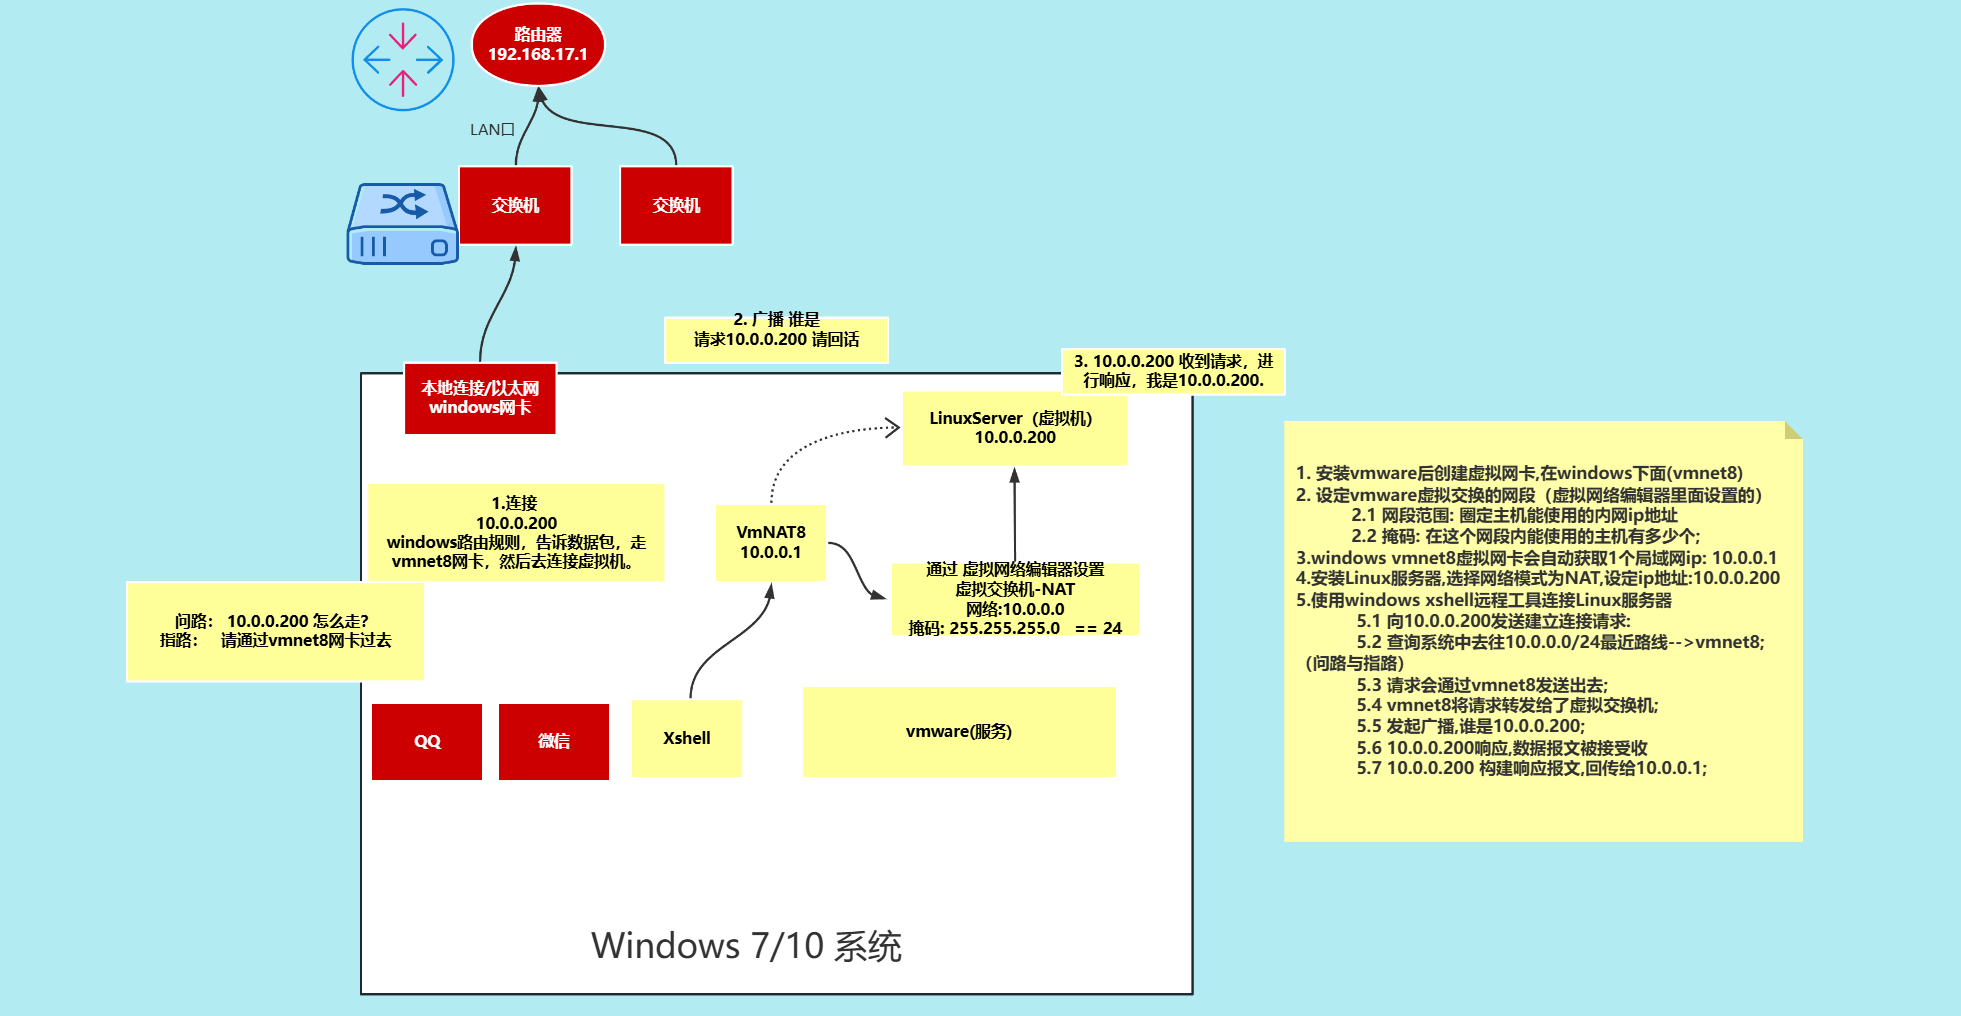 路由器
192.168.17.1
LAN口
交换机
交换机
2. 广播 谁是
请求10.0.0.200 请回话
3. 10.0.0.200 收到请求，进
行响应，我是10.0.0.200.
本地连接/以太网
windows网卡
LinuxServer（虚拟机）
10.0.0.200
1.连接
10.0.0.200
windows路由规则，告诉数据包，走
vmnet8网卡，然后去连接虚拟机。
VmNAT8
10.0.0.1
通过 虚拟网络编辑器设置
虚拟交换机-NAT
网络:10.0.0.0
掩码: 255.255.255.0 == 24
问路： 10.0.0.200 怎么走?
指路： 请通过vmnet8网卡过去
QQ
微信
Xshell
vmware(服务)
Windows 7/10 系统
1. 安装vmware后创建虚拟网卡,在windows下面(vmnet8)
2. 设定vmware虚拟交换的网段（虚拟网络编辑器里面设置的）
2.1 网段范围: 圈定主机能使用的内网ip地址
2.2 掩码: 在这个网段内能使用的主机有多少个;
3.windows vmnet8虚拟网卡会自动获取1个局域网ip: 10.0.0.1
4.安装Linux服务器,选择网络模式为NAT,设定ip地址:10.0.0.200
5.使用windows xshell远程工具连接Linux服务器
5.1 向10.0.0.200发送建立连接请求:
5.2 查询系统中去往10.0.0.0/24最近路线-->vmnet8;
（问路与指路）
5.3 请求会通过vmnet8发送出去;
5.4 vmnet8将请求转发给了虚拟交换机;
5.5 发起广播,谁是10.0.0.200;
5.6 10.0.0.200响应,数据报文被接受收
5.7 10.0.0.200 构建响应报文,回传给10.0.0.1;